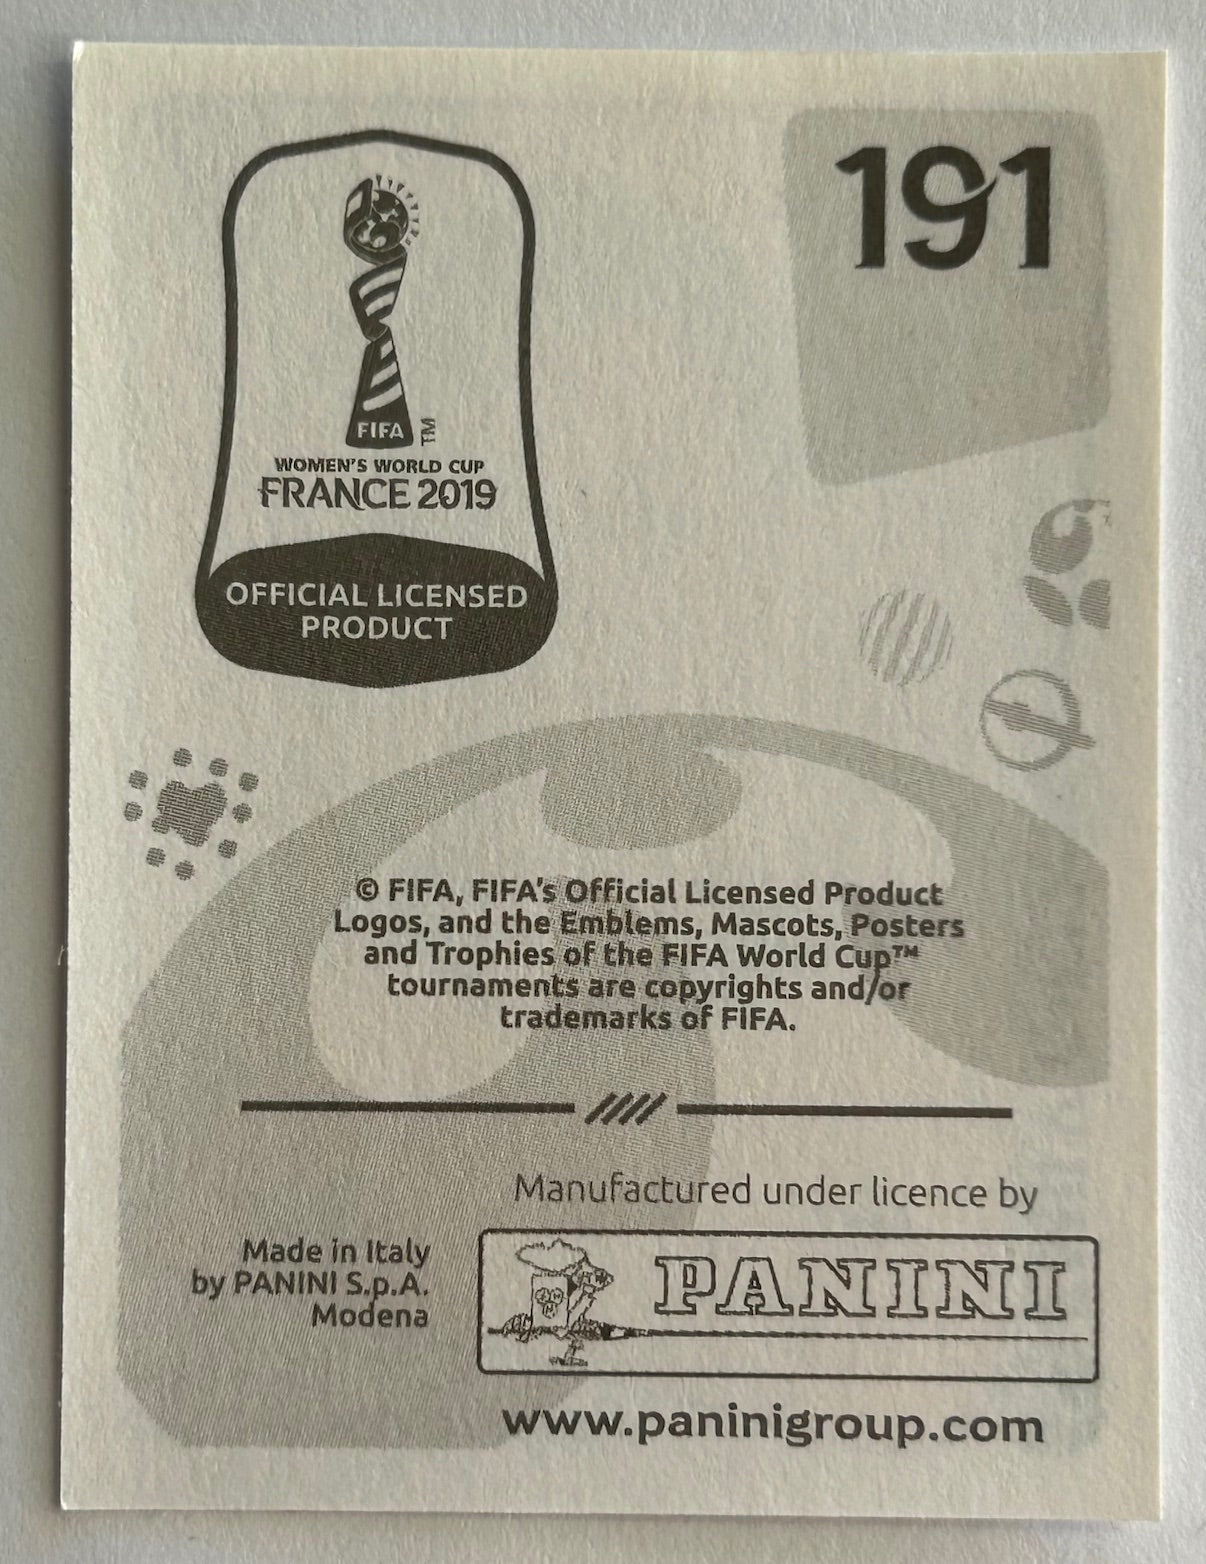 191
FIFA
TM
WOMEN'S WORLD CUP
FRANCE 2019
OFFICIAL LICENSED
PRODUCT
© FIFA, FIFA's Official Licensed Product
Logos, and the Emblems, Mascots, Posters
and Trophies of the FIFA World Cup™
tournaments are copyrights and/or
trademarks of FIFA.
Manufactured under licence by
Made in Italy
by PANINI S.p.A.
Modena
PANINI
www.paninigroup.com